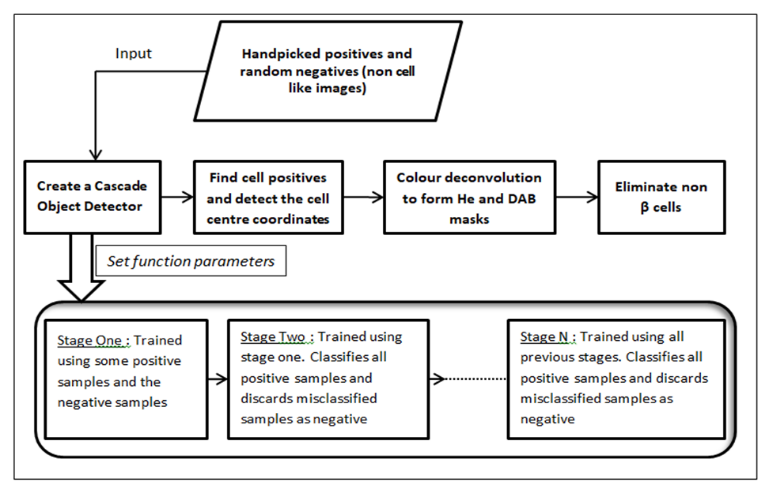 Input
Handpicked positives and
random negatives (non cell
like images)
Create a Cascade
Object Detector
Find cell positives
and detect the cell
centre coordinates
Colour deconvolution
to form He and DAB
masks
Eliminate non
β cells
Set function parameters
Stage One : Trained
using some positive
samples and the
negative samples
Stage Two : Trained using
stage one. Classifies all
positive samples and
discards misclassified
samples as negative
Stage N : Trained using all
previous stages. Classifies all
positive samples and discards
misclassified samples as
negative